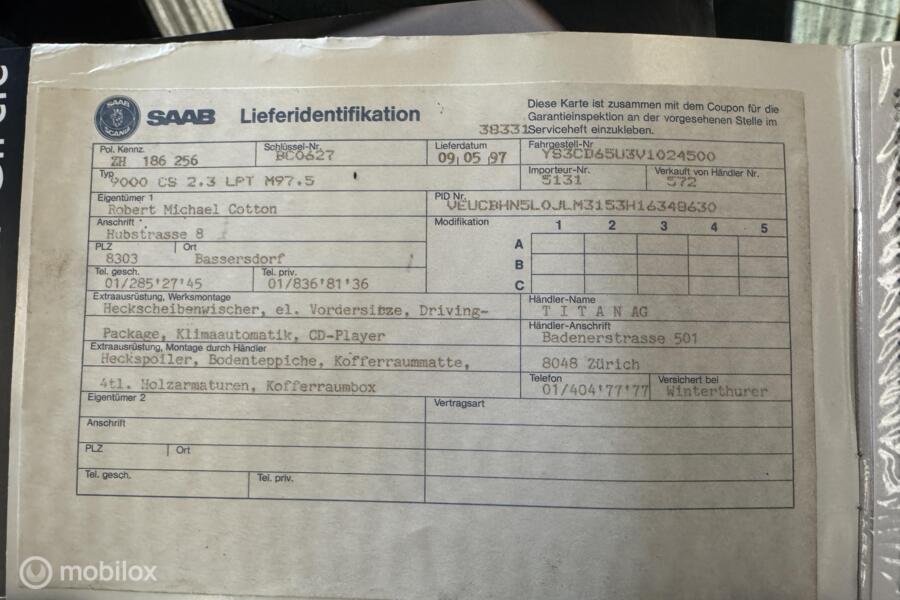 SAAB
SCANIA
SAAB
Lieferidentifikation
Diese Karte ist zusammen mit dem Coupon für die
Garantieinspektion an der vorgesehenen Stelle im
38331 Serviceheft einzukleben.
Pol. Kennz.
ZH 186 256
Schlüssel-Nr.
BC0627
Lieferdatum
09 05 97
Fahrgestell-Nr
YS3CD65U3V1024500
Typ
9000 CS 2.3 LPT M97.5
Importeur-Nr.
5131
Verkauft von Händler Nr.
572
Eigentümer 1
Robert Michael Cotton
PID Nr.
VEUCBHN5L0JLM3153H16348630
Anschrift
Hubstrasse 8
Modifikation
1 2 3 4 5
A
B
C
PLZ
8303
Ort
Bassersdorf
Tel. gesch.
01/285'27'45
Tel. priv.
01/836'81'36
Extraausrüstung, Werksmontage
Heckscheibenwischer, el. Vordersitze, Driving-
Package, Klimaautomatik, CD-Player
Händler-Name
T I T A N AG
Händler-Anschrift
Badenerstrasse 501
8048 Zürich
Extraausrüstung, Montage durch Händler
Heckspoiler, Bodenteppiche, Kofferraummatte,
4tl. Holzarmaturen, Kofferraumbox
Telefon
01/404'77'77
Versichert bei
Winterthurer
Eigentümer 2
Vertragsart
Anschrift
PLZ
Ort
Tel. gesch.
Tel. priv.
mobilox